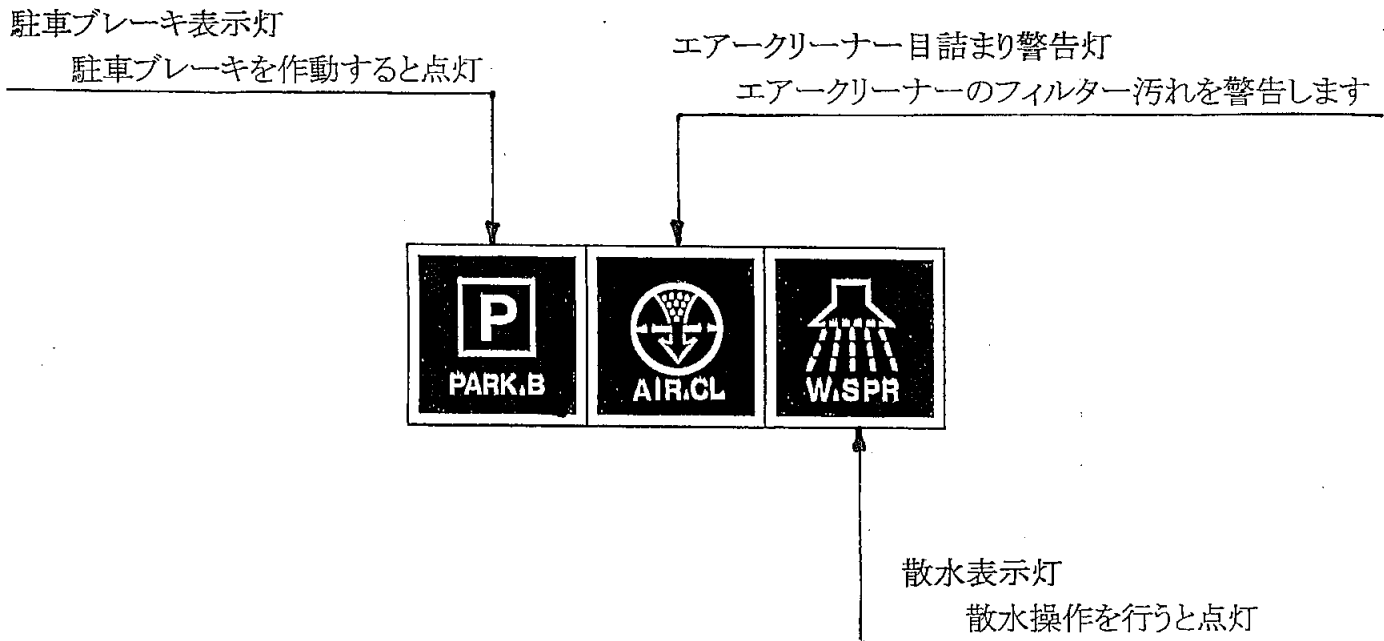 駐車ブレーキ表示灯
駐車ブレーキを作動すると点灯
エアークリーナー目詰まり警告灯
エアークリーナーのフィルター汚れを警告します
P
PARK.B
AIR.CL
W.SPR
散水表示灯
散水操作を行うと点灯